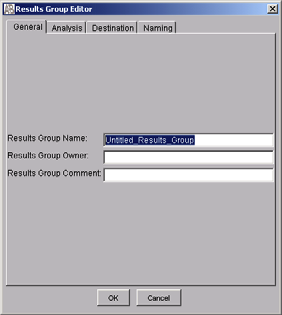 Results Group Editor
General Analysis Destination Naming
Results Group Name: Untitled_Results_Group
Results Group Owner:
Results Group Comment:
OK Cancel